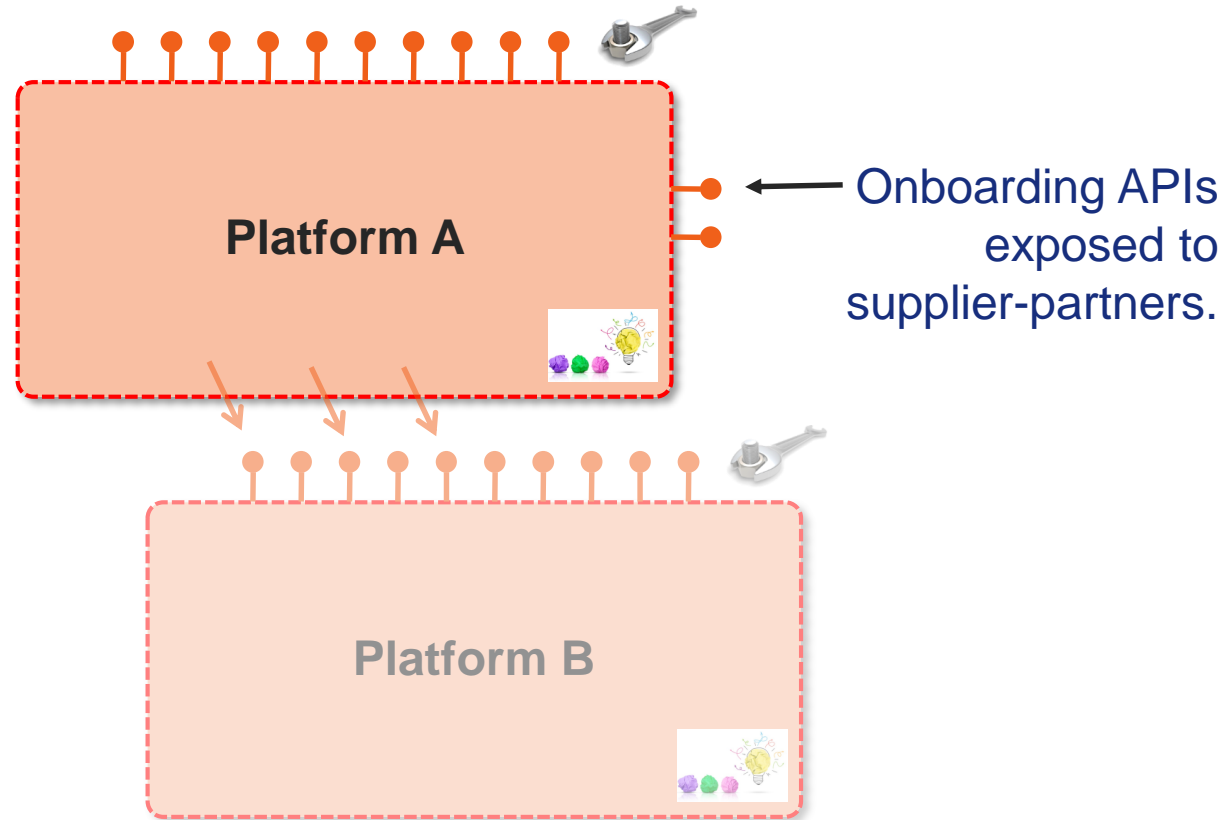 Platform A
Onboarding APIs
exposed to
supplier-partners.
Platform B